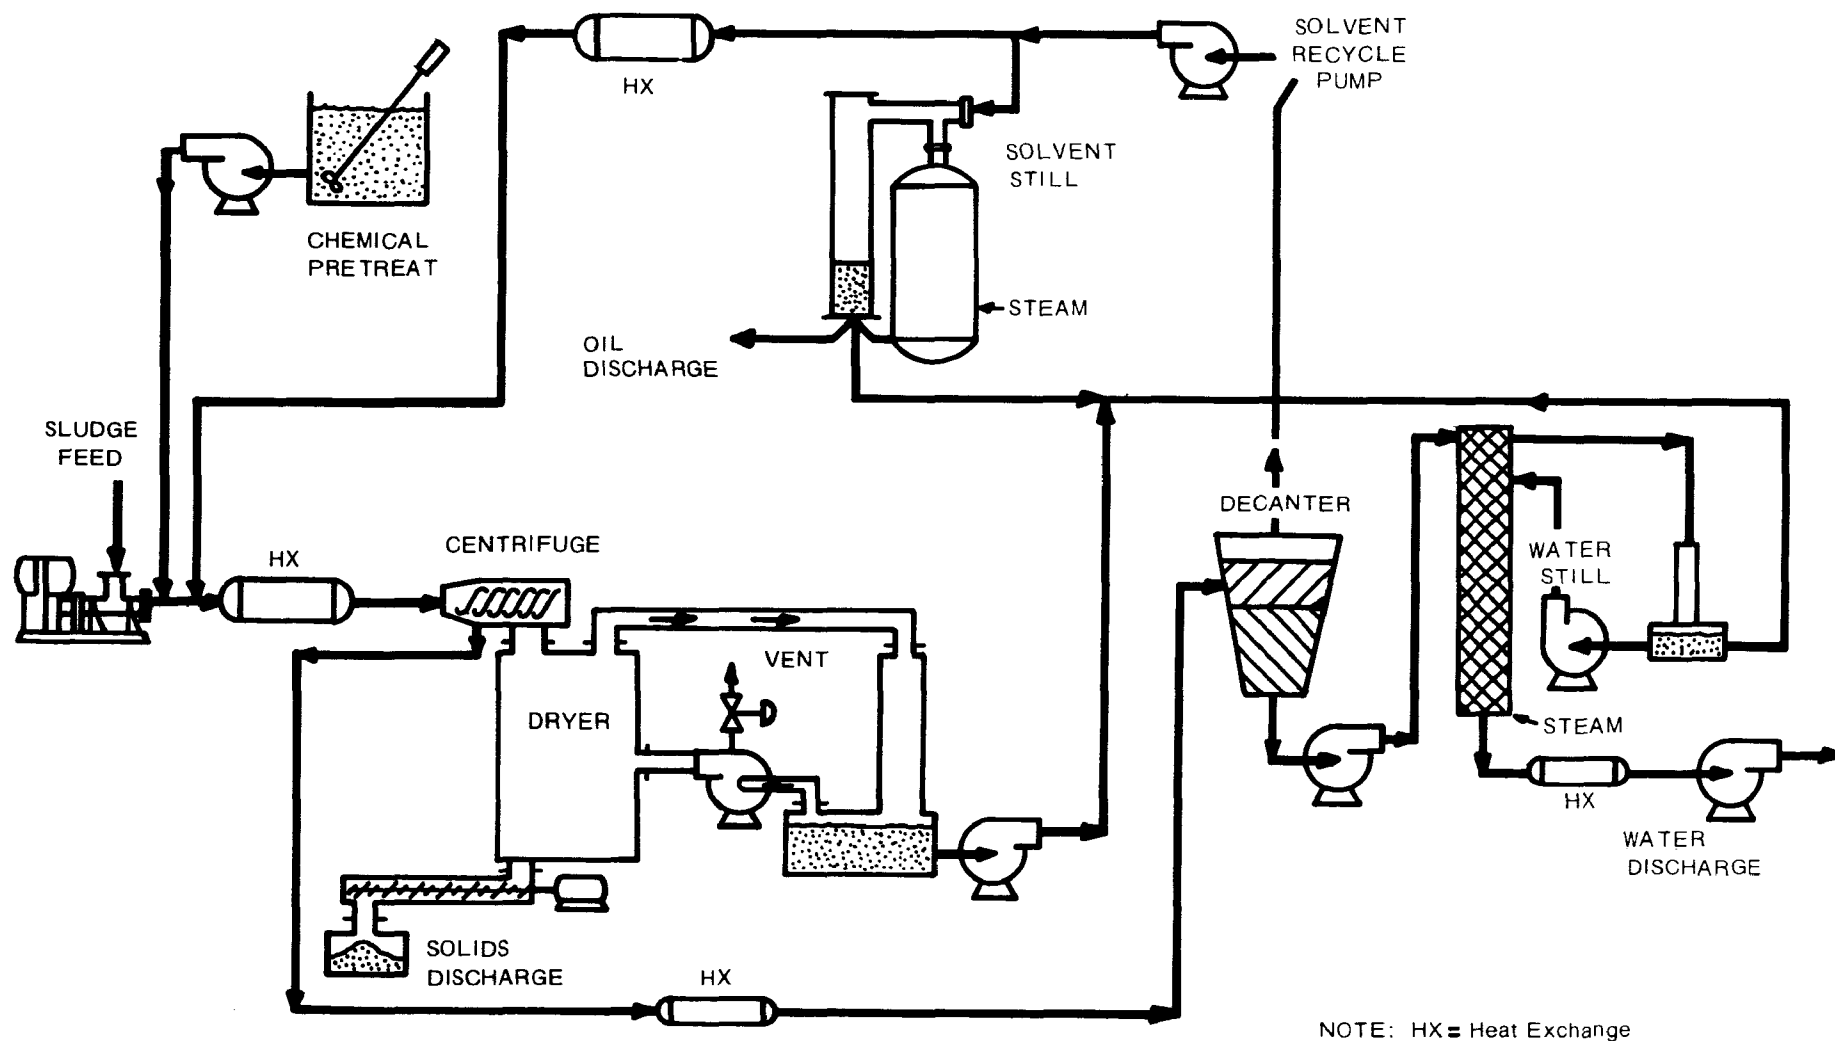 SOLVENT
RECYCLE
PUMP
HX
SOLVENT
STILL
CHEMICAL
PRETREAT
STEAM
OIL
DISCHARGE
SLUDGE
FEED
DECANTER
HX
CENTRIFUGE
WATER
STILL
VENT
DRYER
STEAM
HX
WATER
DISCHARGE
SOLIDS
DISCHARGE
HX
NOTE: HX = Heat Exchange